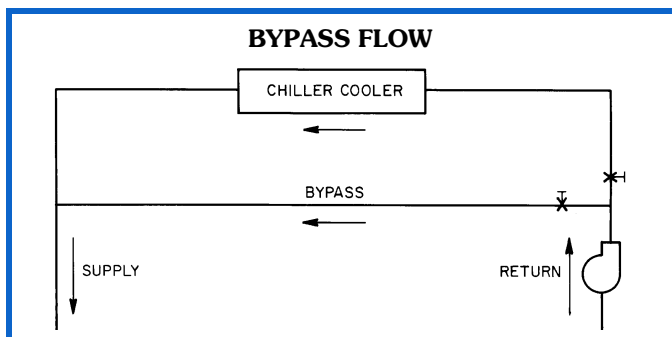 BYPASS FLOW
CHILLER COOLER
BYPASS
SUPPLY
RETURN